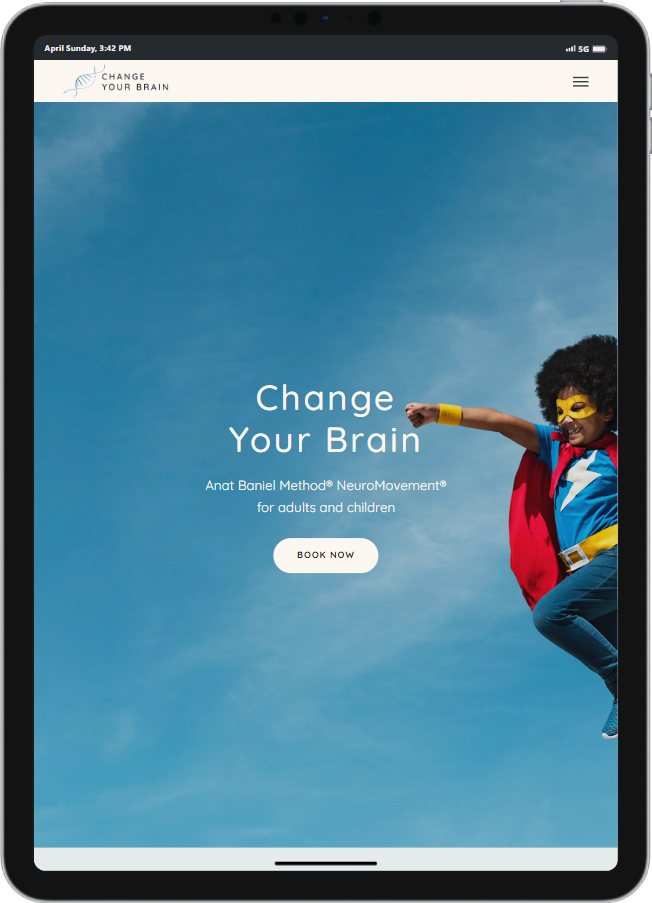 April Sunday, 3:42 PM
5G
CHANGE
YOUR BRAIN
Change
Your Brain
Anat Baniel Method® NeuroMovement®
for adults and children
BOOK NOW